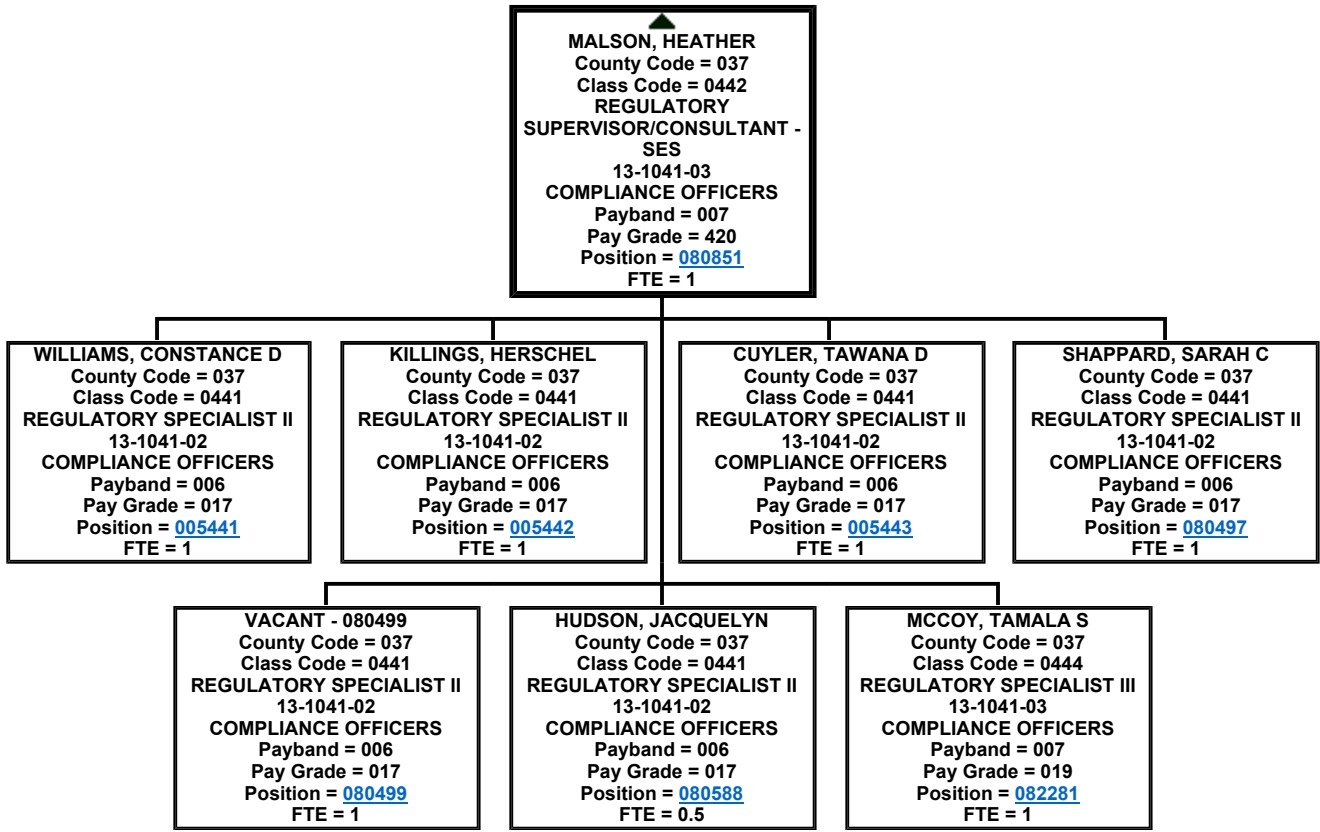 MALSON, HEATHER
County Code = 037
Class Code = 0442
REGULATORY
SUPERVISOR/CONSULTANT -
SES
13-1041-03
COMPLIANCE OFFICERS
Payband = 007
Pay Grade = 420
Position = 080851
FTE = 1
WILLIAMS, CONSTANCE D
County Code = 037
Class Code = 0441
REGULATORY SPECIALIST II
13-1041-02
COMPLIANCE OFFICERS
Payband = 006
Pay Grade = 017
Position = 005441
FTE = 1
KILLINGS, HERSCHEL
County Code = 037
Class Code = 0441
REGULATORY SPECIALIST II
13-1041-02
COMPLIANCE OFFICERS
Payband = 006
Pay Grade = 017
Position = 005442
FTE = 1
CUYLER, TAWANA D
County Code = 037
Class Code = 0441
REGULATORY SPECIALIST II
13-1041-02
COMPLIANCE OFFICERS
Payband = 006
Pay Grade = 017
Position = 005443
FTE = 1
SHAPPARD, SARAH C
County Code = 037
Class Code = 0441
REGULATORY SPECIALIST II
13-1041-02
COMPLIANCE OFFICERS
Payband = 006
Pay Grade = 017
Position = 080497
FTE = 1
VACANT - 080499
County Code = 037
Class Code = 0441
REGULATORY SPECIALIST II
13-1041-02
COMPLIANCE OFFICERS
Payband = 006
Pay Grade = 017
Position = 080499
FTE = 1
HUDSON, JACQUELYN
County Code = 037
Class Code = 0441
REGULATORY SPECIALIST II
13-1041-02
COMPLIANCE OFFICERS
Payband = 006
Pay Grade = 017
Position = 080588
FTE = 0.5
MCCOY, TAMALA S
County Code = 037
Class Code = 0444
REGULATORY SPECIALIST III
13-1041-03
COMPLIANCE OFFICERS
Payband = 007
Pay Grade = 019
Position = 082281
FTE = 1